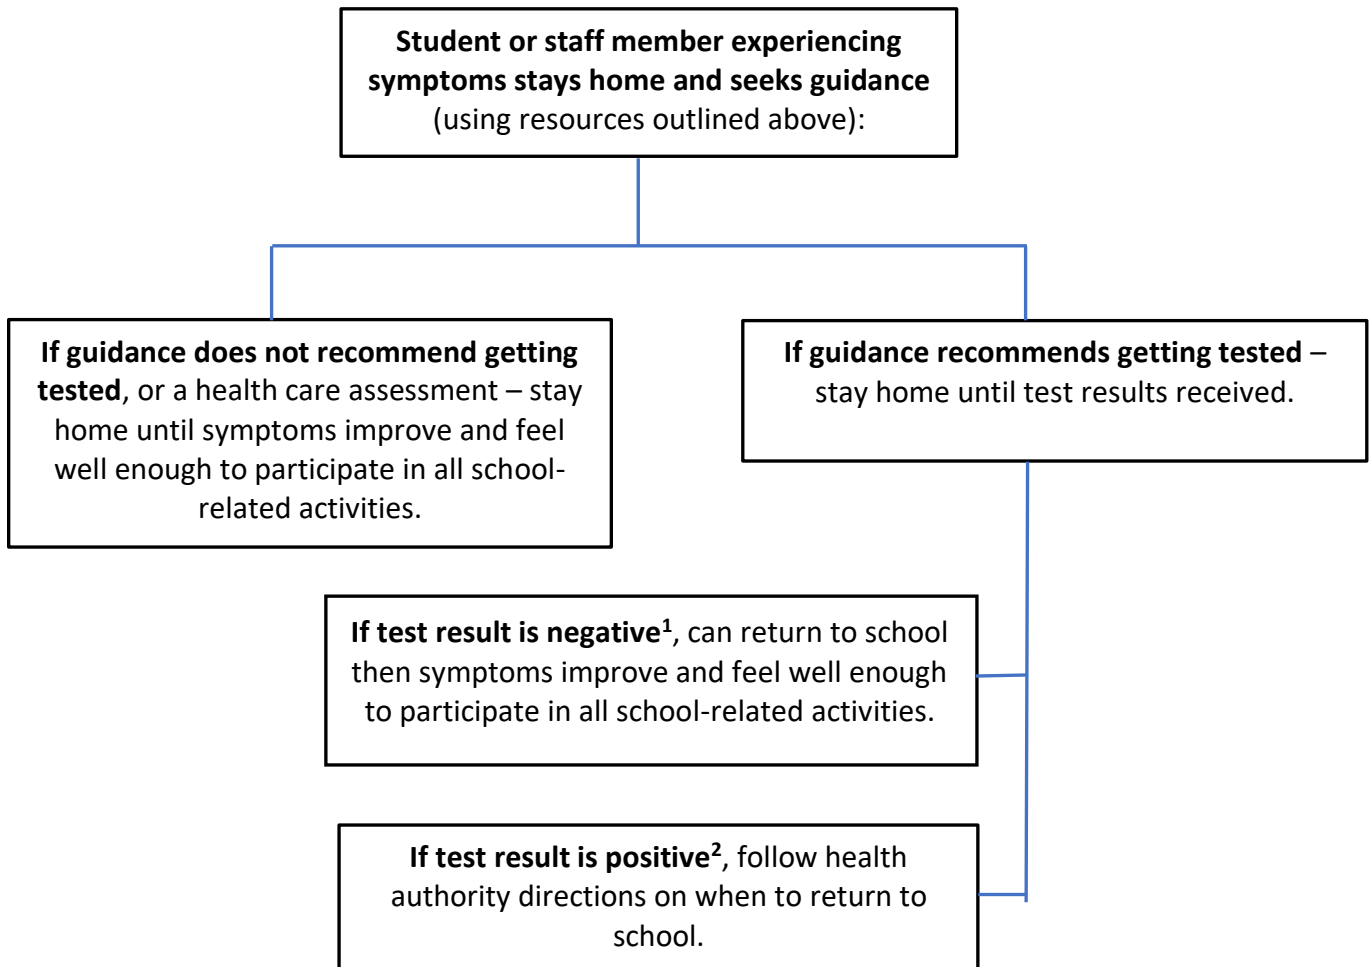 Student or staff member experiencing
symptoms stays home and seeks guidance
(using resources outlined above):
If guidance does not recommend getting
tested, or a health care assessment – stay
home until symptoms improve and feel
well enough to participate in all school-
related activities.
If guidance recommends getting tested –
stay home until test results received.
If test result is negative¹, can return to school
then symptoms improve and feel well enough
to participate in all school-related activities.
If test result is positive², follow health
authority directions on when to return to
school.